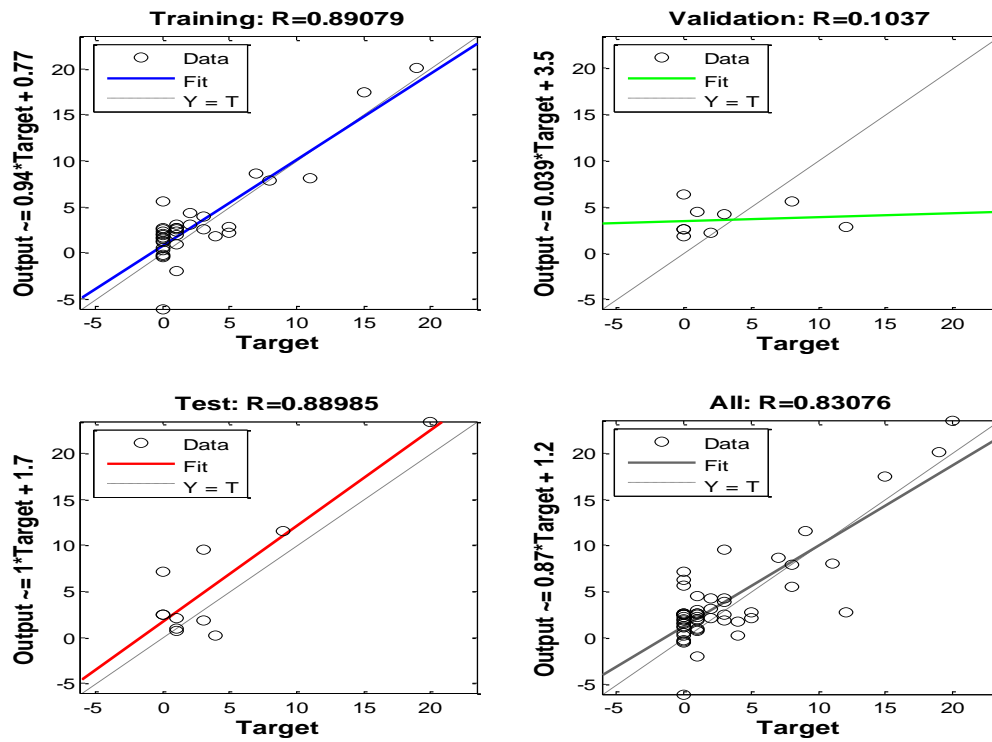 Training: R=0.89079
Output ~= 0.94*Target + 0.77
Data
Fit
Y = T
20
15
10
5
0
-5
-5 0 5 10 15 20
Target
Validation: R=0.1037
Output ~= 0.039*Target + 3.5
Data
Fit
Y = T
20
15
10
5
0
-5
-5 0 5 10 15 20
Target
Test: R=0.88985
Output ~= 1*Target + 1.7
Data
Fit
Y = T
20
15
10
5
0
-5
-5 0 5 10 15 20
Target
All: R=0.83076
Output ~= 0.87*Target + 1.2
Data
Fit
Y = T
20
15
10
5
0
-5
-5 0 5 10 15 20
Target